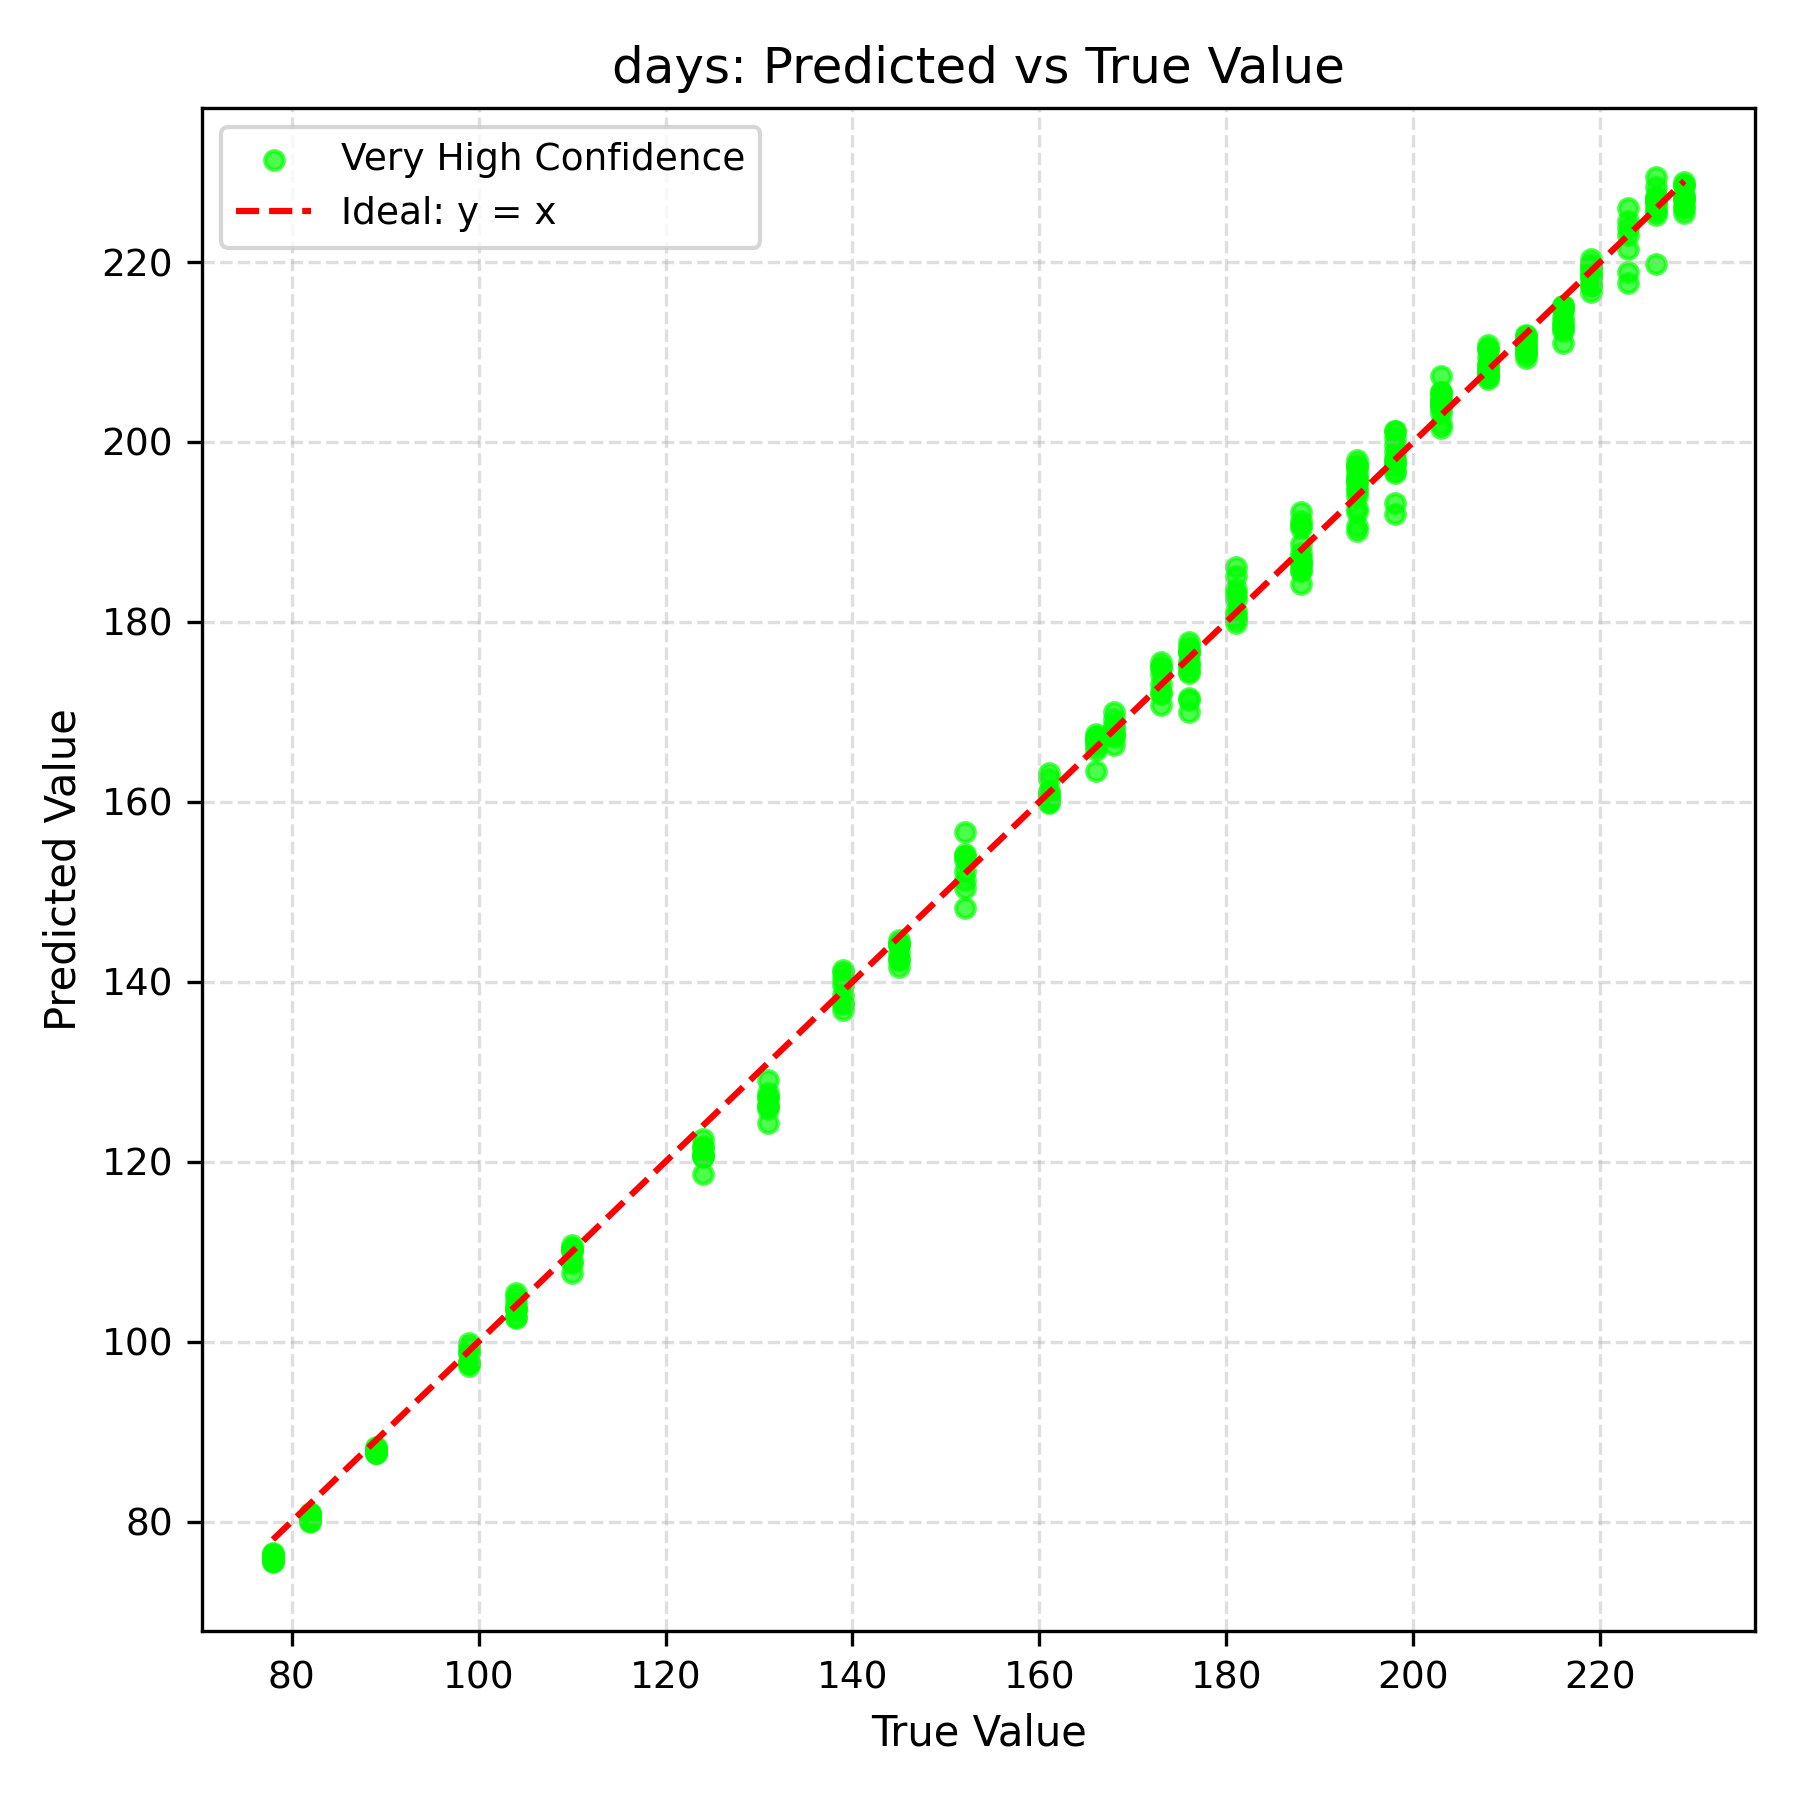 days: Predicted vs True Value
Very High Confidence
Ideal: y = x
Predicted Value
220
200
180
160
140
120
100
80
80 100 120 140 160 180 200 220
True Value